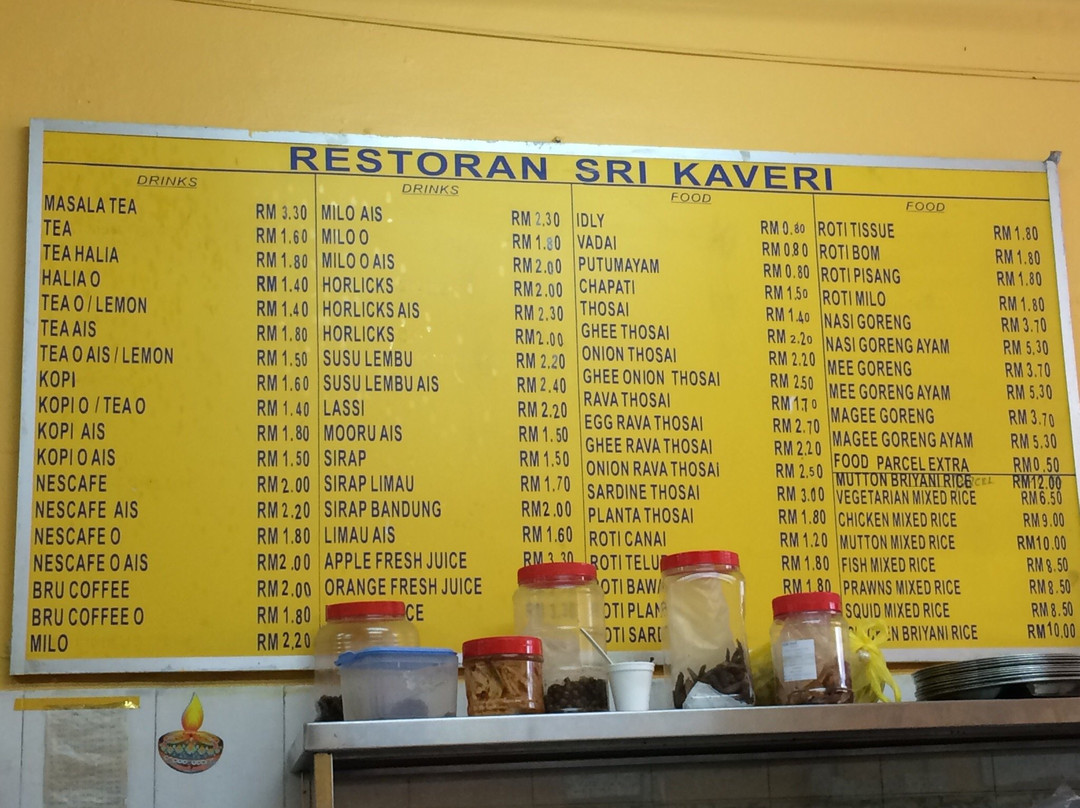 RESTORAN SRI KAVERI
DRINKS
MASALA TEA RM 3.30
TEA RM 1.60
TEA HALIA RM 1.80
HALIA O RM 1.40
TEA O / LEMON RM 1.40
TEA AIS RM 1.80
TEA O AIS / LEMON RM 1.50
KOPI RM 1.60
KOPI O / TEA O RM 1.40
KOPI AIS RM 1.80
KOPI O AIS RM 1.50
NESCAFE RM 2.00
NESCAFE AIS RM 2.20
NESCAFE O RM 1.80
NESCAFE O AIS RM 2.00
BRU COFFEE RM 2.00
BRU COFFEE O RM 1.80
MILO RM 2,20
DRINKS
MILO AIS RM 2,30
MILO O RM 1.80
MILO O AIS RM 2.00
HORLICKS RM 2.00
HORLICKS AIS RM 2.30
HORLICKS RM 2.00
SUSU LEMBU RM 2.20
SUSU LEMBU AIS RM 2.40
LASSI RM 2.20
MOORU AIS RM 1.50
SIRAP RM 1.50
SIRAP LIMAU RM 1.70
SIRAP BANDUNG RM 2.00
LIMAU AIS RM 1.60
APPLE FRESH JUICE RM 3.30
ORANGE FRESH JUICE
FOOD
IDLY RM 0.80
VADAI RM 0.80
PUTUMAYAM RM 0.80
CHAPATI RM 1.50
THOSAI RM 1.40
GHEE THOSAI RM 2.20
ONION THOSAI RM 2.20
GHEE ONION THOSAI RM 2.50
RAVA THOSAI RM 1.70
EGG RAVA THOSAI RM 2.70
GHEE RAVA THOSAI RM 2.20
ONION RAVA THOSAI RM 2.50
SARDINE THOSAI RM 3.00
PLANTA THOSAI RM 1.80
ROTI CANAI RM 1.20
ROTI RM 1.80
RM 1.80
FOOD
ROTI TISSUE RM 1.80
ROTI BOM RM 1.80
ROTI PISANG RM 1.80
ROTI MILO RM 1.80
NASI GORENG RM 3.70
NASI GORENG AYAM RM 5.30
MEE GORENG RM 3.70
MEE GORENG AYAM RM 5.30
MAGEE GORENG RM 3.70
MAGEE GORENG AYAM RM 5.30
FOOD PARCEL EXTRA RM 0.50
MUTTON BRIYANI RICE RM 12.00
VEGETARIAN MIXED RICE RM 6.50
CHICKEN MIXED RICE RM 9.00
MUTTON MIXED RICE RM 10.00
FISH MIXED RICE RM 8.50
PRAWNS MIXED RICE RM 8.50
SQUID MIXED RICE RM 8.50
BRIYANI RICE RM 10.00